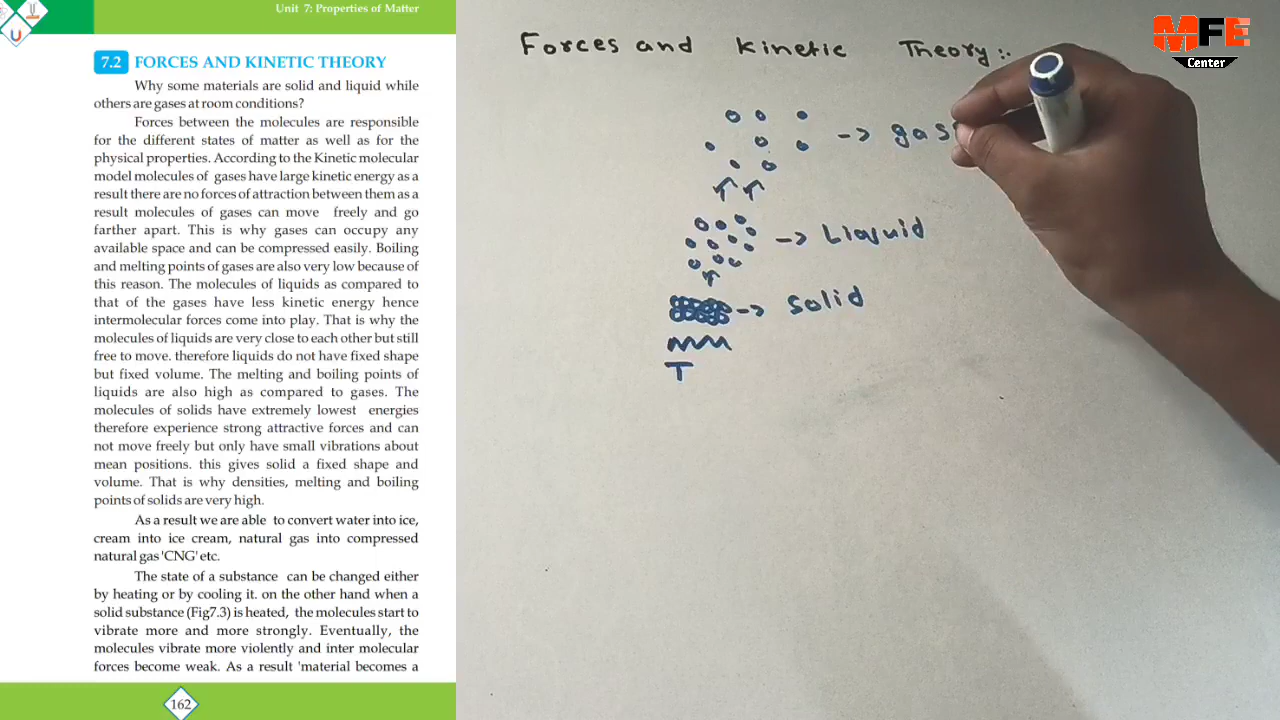 Unit 7: Properties of Matter
7.2 FORCES AND KINETIC THEORY
Why some materials are solid and liquid while
others are gases at room conditions?
Forces between the molecules are responsible
for the different states of matter as well as for the
physical properties. According to the Kinetic molecular
model molecules of gases have large kinetic energy as a
result there are no forces of attraction between them as a
result molecules of gases can move freely and go
farther apart. This is why gases can occupy any
available space and can be compressed easily. Boiling
and melting points of gases are also very low because of
this reason. The molecules of liquids as compared to
that of the gases have less kinetic energy hence
intermolecular forces come into play. That is why the
molecules of liquids are very close to each other but still
free to move. therefore liquids do not have fixed shape
but fixed volume. The melting and boiling points of
liquids are also high as compared to gases. The
molecules of solids have extremely lowest energies
therefore experience strong attractive forces and can
not move freely but only have small vibrations about
mean positions. this gives solid a fixed shape and
volume. That is why densities, melting and boiling
points of solids are very high.
As a result we are able to convert water into ice,
cream into ice cream, natural gas into compressed
natural gas 'CNG' etc.
The state of a substance can be changed either
by heating or by cooling it. on the other hand when a
solid substance (Fig7.3) is heated, the molecules start to
vibrate more and more strongly. Eventually, the
molecules vibrate more violently and inter molecular
forces become weak. As a result 'material becomes a
162
Forces and Kinetic Theory :.
-> gas
-> Liquid
-> Solid
T
MFE
Center